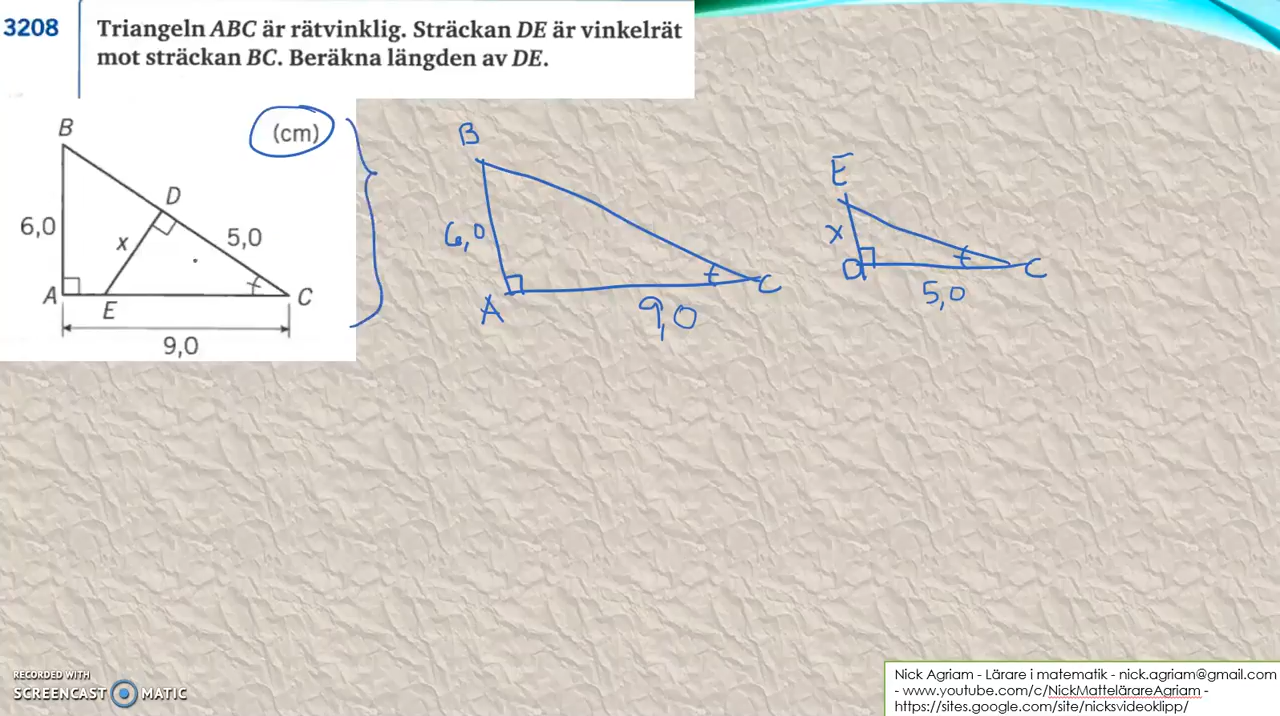 3208
Triangeln ABC är rätvinklig. Sträckan DE är vinkelrät
mot sträckan BC. Beräkna längden av DE.
(cm)
B
D
6,0
x
5,0
A
E
C
9,0
B
6,0
A
9,0
C
E
x
D
5,0
C
RECORDED WITH
SCREENCAST MATIC
Nick Agriam - Lärare i matematik - nick.agriam@gmail.com
- www.youtube.com/c/NickMattelärareAgriam -
https://sites.google.com/site/nicksvideoklipp/